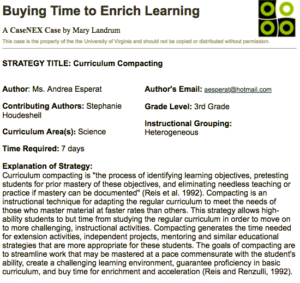 Buying Time to Enrich Learning
A CaseNEX Case by Mary Landrum
This case is property of the the University of Virginia and should not be copied or distributed without permission.
STRATEGY TITLE: Curriculum Compacting
Author: Ms. Andrea Esperat
Author's Email: aesperat@hotmail.com
Contributing Authors: Stephanie
Houdeshell
Grade Level: 3rd Grade
Instructional Grouping:
Heterogeneous
Curriculum Area(s): Science
Time Required: 7 days
Explanation of Strategy:
Curriculum compacting is "the process of identifying learning objectives, pretesting
students for prior mastery of these objectives, and eliminating needless teaching or
practice if mastery can be documented" (Reis et al. 1992). Compacting is an
instructional technique for adapting the regular curriculum to meet the needs of
those who master material at faster rates than others. This strategy allows high-
ability students to but time from studying the regular curriculum in order to move on
to more challenging, instructional activities. Compacting generates the time needed
for extension activities, independent projects, mentoring and similar educational
strategies that are more appropriate for these students. The goals of compacting are
to streamline work that may be mastered at a pace commensurate with the student's
ability, create a challenging learning environment, guarantee proficiency in basic
curriculum, and buy time for enrichment and acceleration (Reis and Renzulli, 1992).